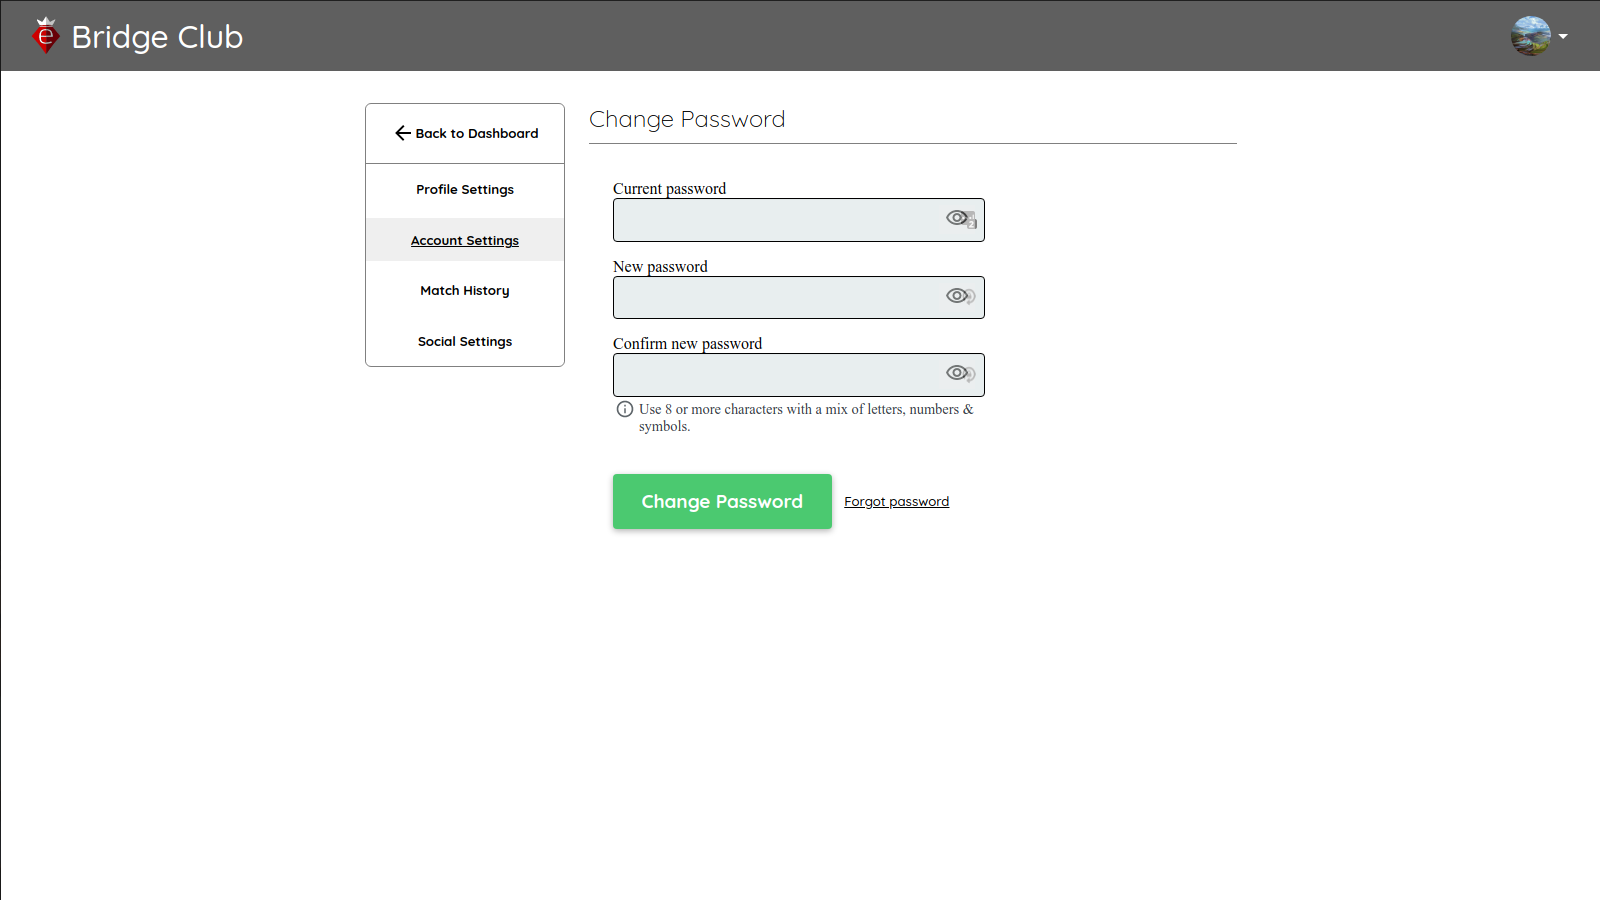 e Bridge Club
Back to Dashboard
Profile Settings
Account Settings
Match History
Social Settings
Change Password
Current password
New password
Confirm new password
Use 8 or more characters with a mix of letters, numbers &
symbols.
Change Password
Forgot password